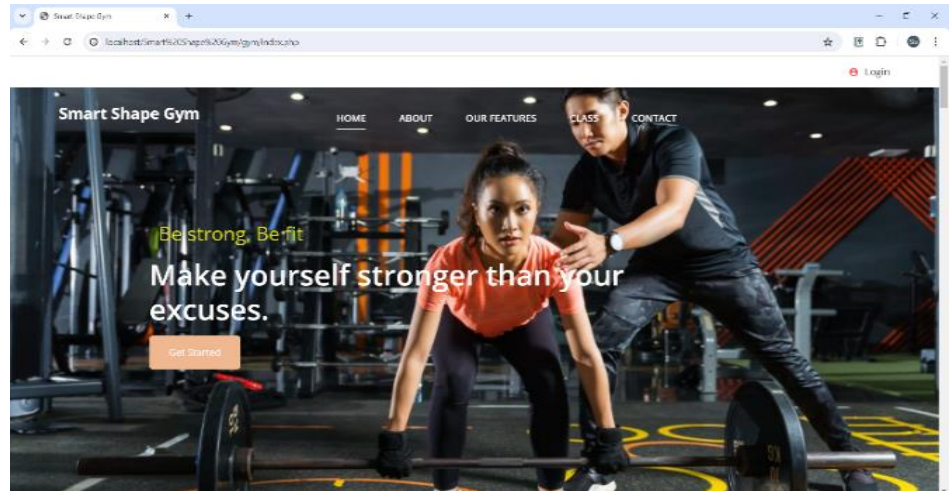 Smart Shape Gym
localhost/Smart%20Shape%20Gym/gym/index.php
Login
Smart Shape Gym
HOME ABOUT OUR FEATURES CLASS CONTACT
Be strong, Be fit
Make yourself stronger than your
excuses.
Get Started
KG